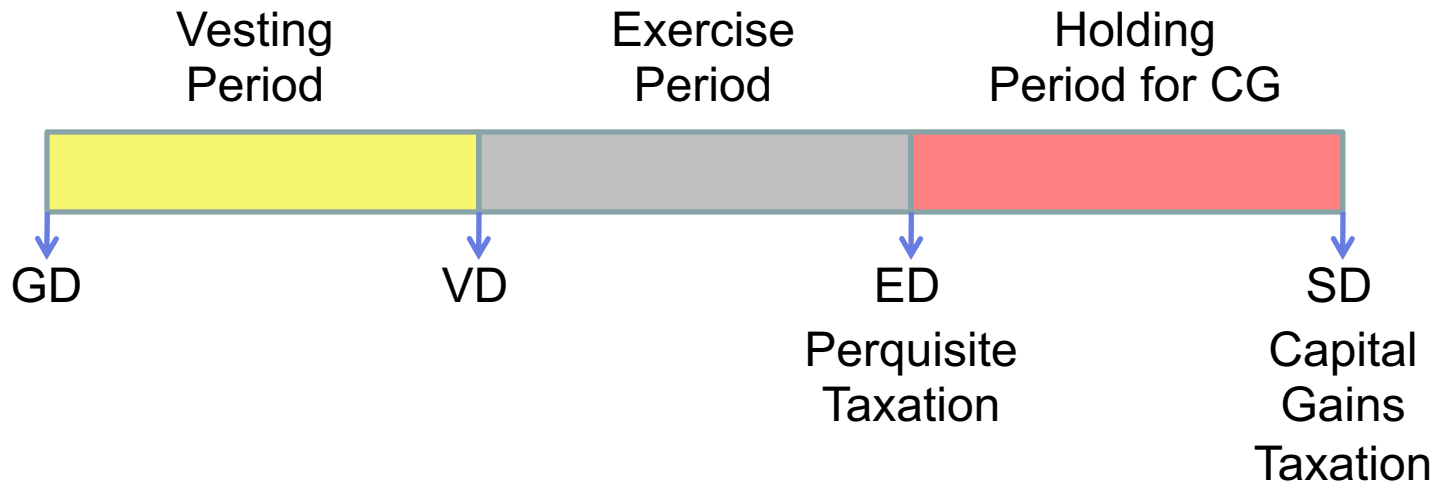 Vesting
Period
Exercise
Period
Holding
Period for CG
GD
VD
ED
SD
Perquisite
Taxation
Capital
Gains
Taxation